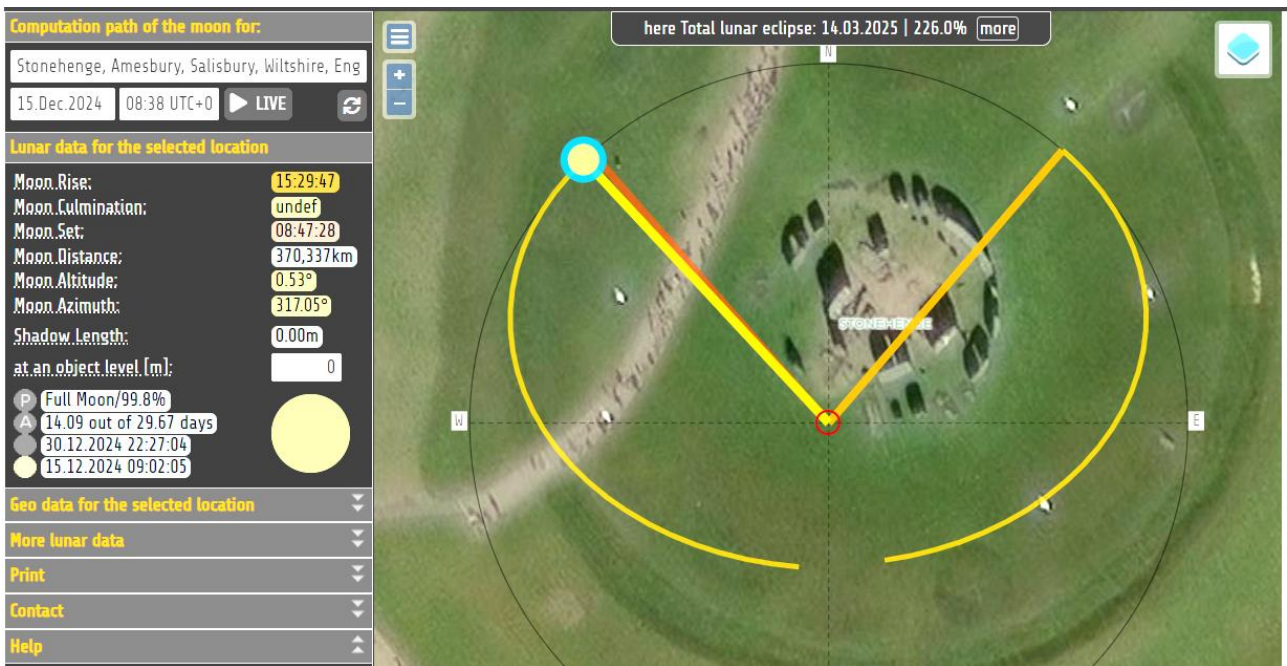 Computation path of the moon for:
Stonehenge, Amesbury, Salisbury, Wiltshire, Eng
15.Dec.2024 08:38 UTC+0 LIVE
Lunar data for the selected location
Moon Rise: 15:29:47
Moon Culmination: undef
Moon Set: 08:47:28
Moon Distance: 370,337km
Moon Altitude: 0.53°
Moon Azimuth: 317.05°
Shadow Length: 0.00m
at an object level [m]: 0
P Full Moon/99.8%
A 14.09 out of 29.67 days
30.12.2024 22:27:04
15.12.2024 09:02:05
Geo data for the selected location
More lunar data
Print
Contact
Help
here Total lunar eclipse: 14.03.2025 | 226.0% more
N
+
−
STONEHENGE
W
E